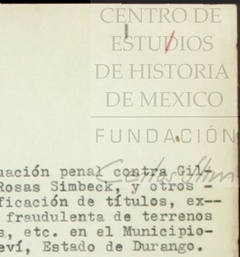 CENTRO DE
ESTUDIOS
DE HISTORIA
DE MEXICO
FUNDACIÓN
uación penal contra Gil-
Rosas Simbeck, y otros -
ificación de títulos, ex--
fraudulenta de terrenos
s, etc. en el Municipio-
eví, Estado de Durango.